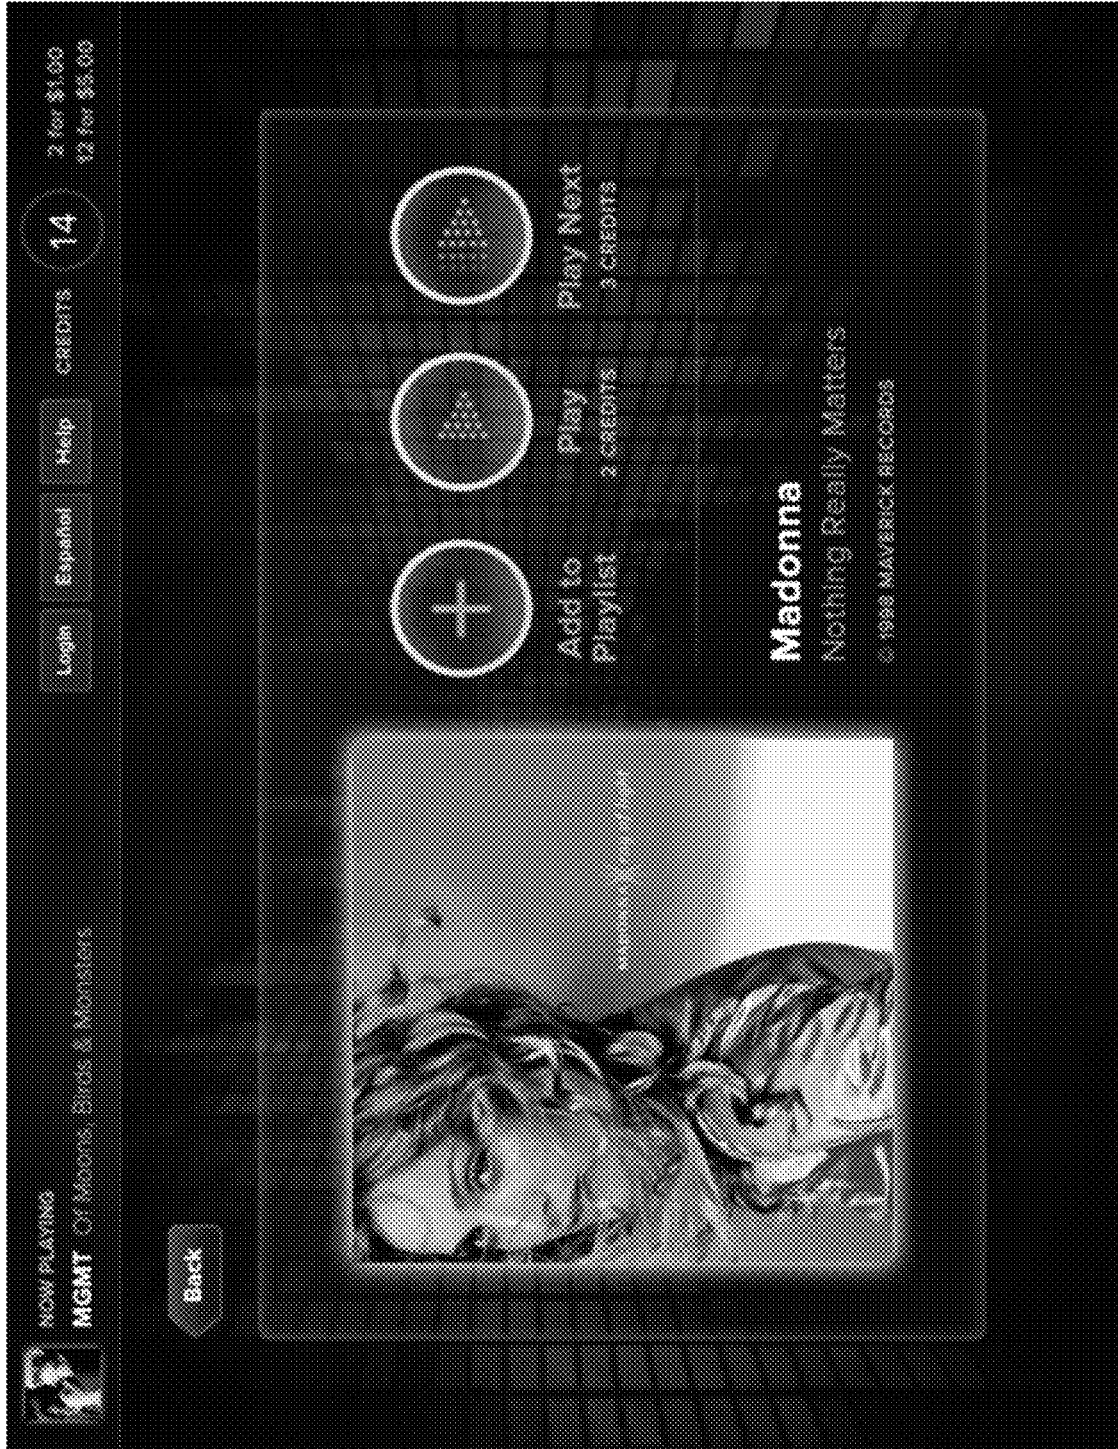 NOW PLAYING
MGMT Of Moons, Birds & Monsters
Login
Español
Help
CREDITS
14
2 for $1.00
12 for $5.00
Back
Add to
Playlist
Play
2 CREDITS
Play Next
3 CREDITS
Madonna
Nothing Really Matters
© 1998 MAVERICK RECORDS